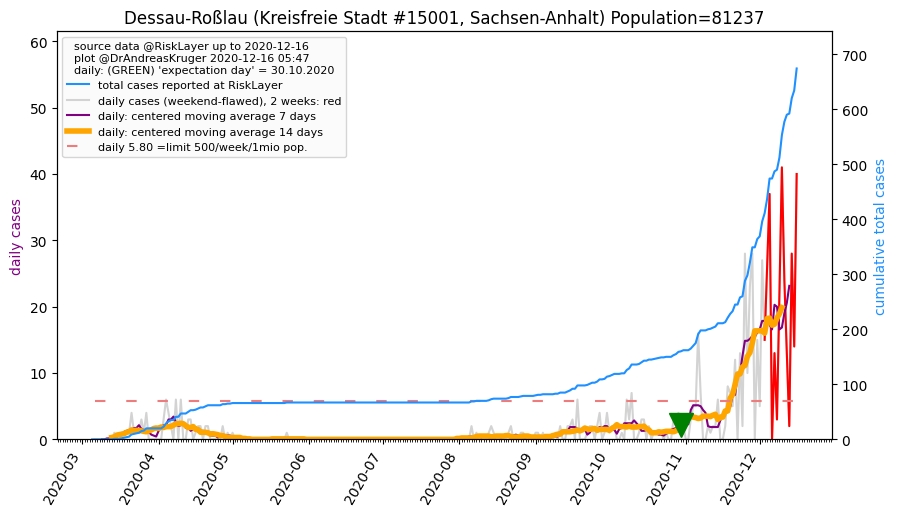 Dessau-Roßlau (Kreisfreie Stadt #15001, Sachsen-Anhalt) Population=81237
source data @RiskLayer up to 2020-12-16
plot @DrAndreasKruger 2020-12-16 05:47
daily: (GREEN) 'expectation day' = 30.10.2020
total cases reported at RiskLayer
daily cases (weekend-flawed), 2 weeks: red
daily: centered moving average 7 days
daily: centered moving average 14 days
daily 5.80 =limit 500/week/1mio pop.
daily cases
60
50
40
30
20
10
0
cumulative total cases
700
600
500
400
300
200
100
0
2020-03
2020-04
2020-05
2020-06
2020-07
2020-08
2020-09
2020-10
2020-11
2020-12